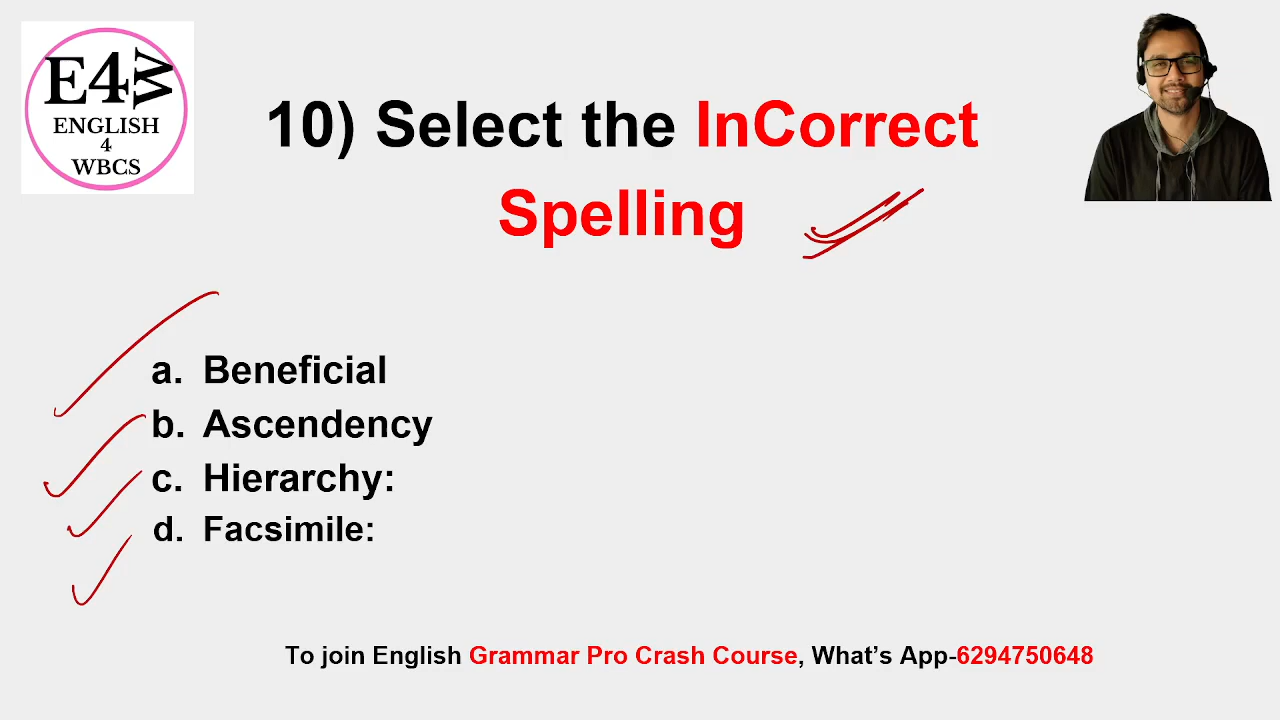 E4W
ENGLISH
4
WBCS
10) Select the InCorrect
Spelling
a. Beneficial
b. Ascendency
c. Hierarchy:
d. Facsimile:
To join English Grammar Pro Crash Course, What’s App-6294750648